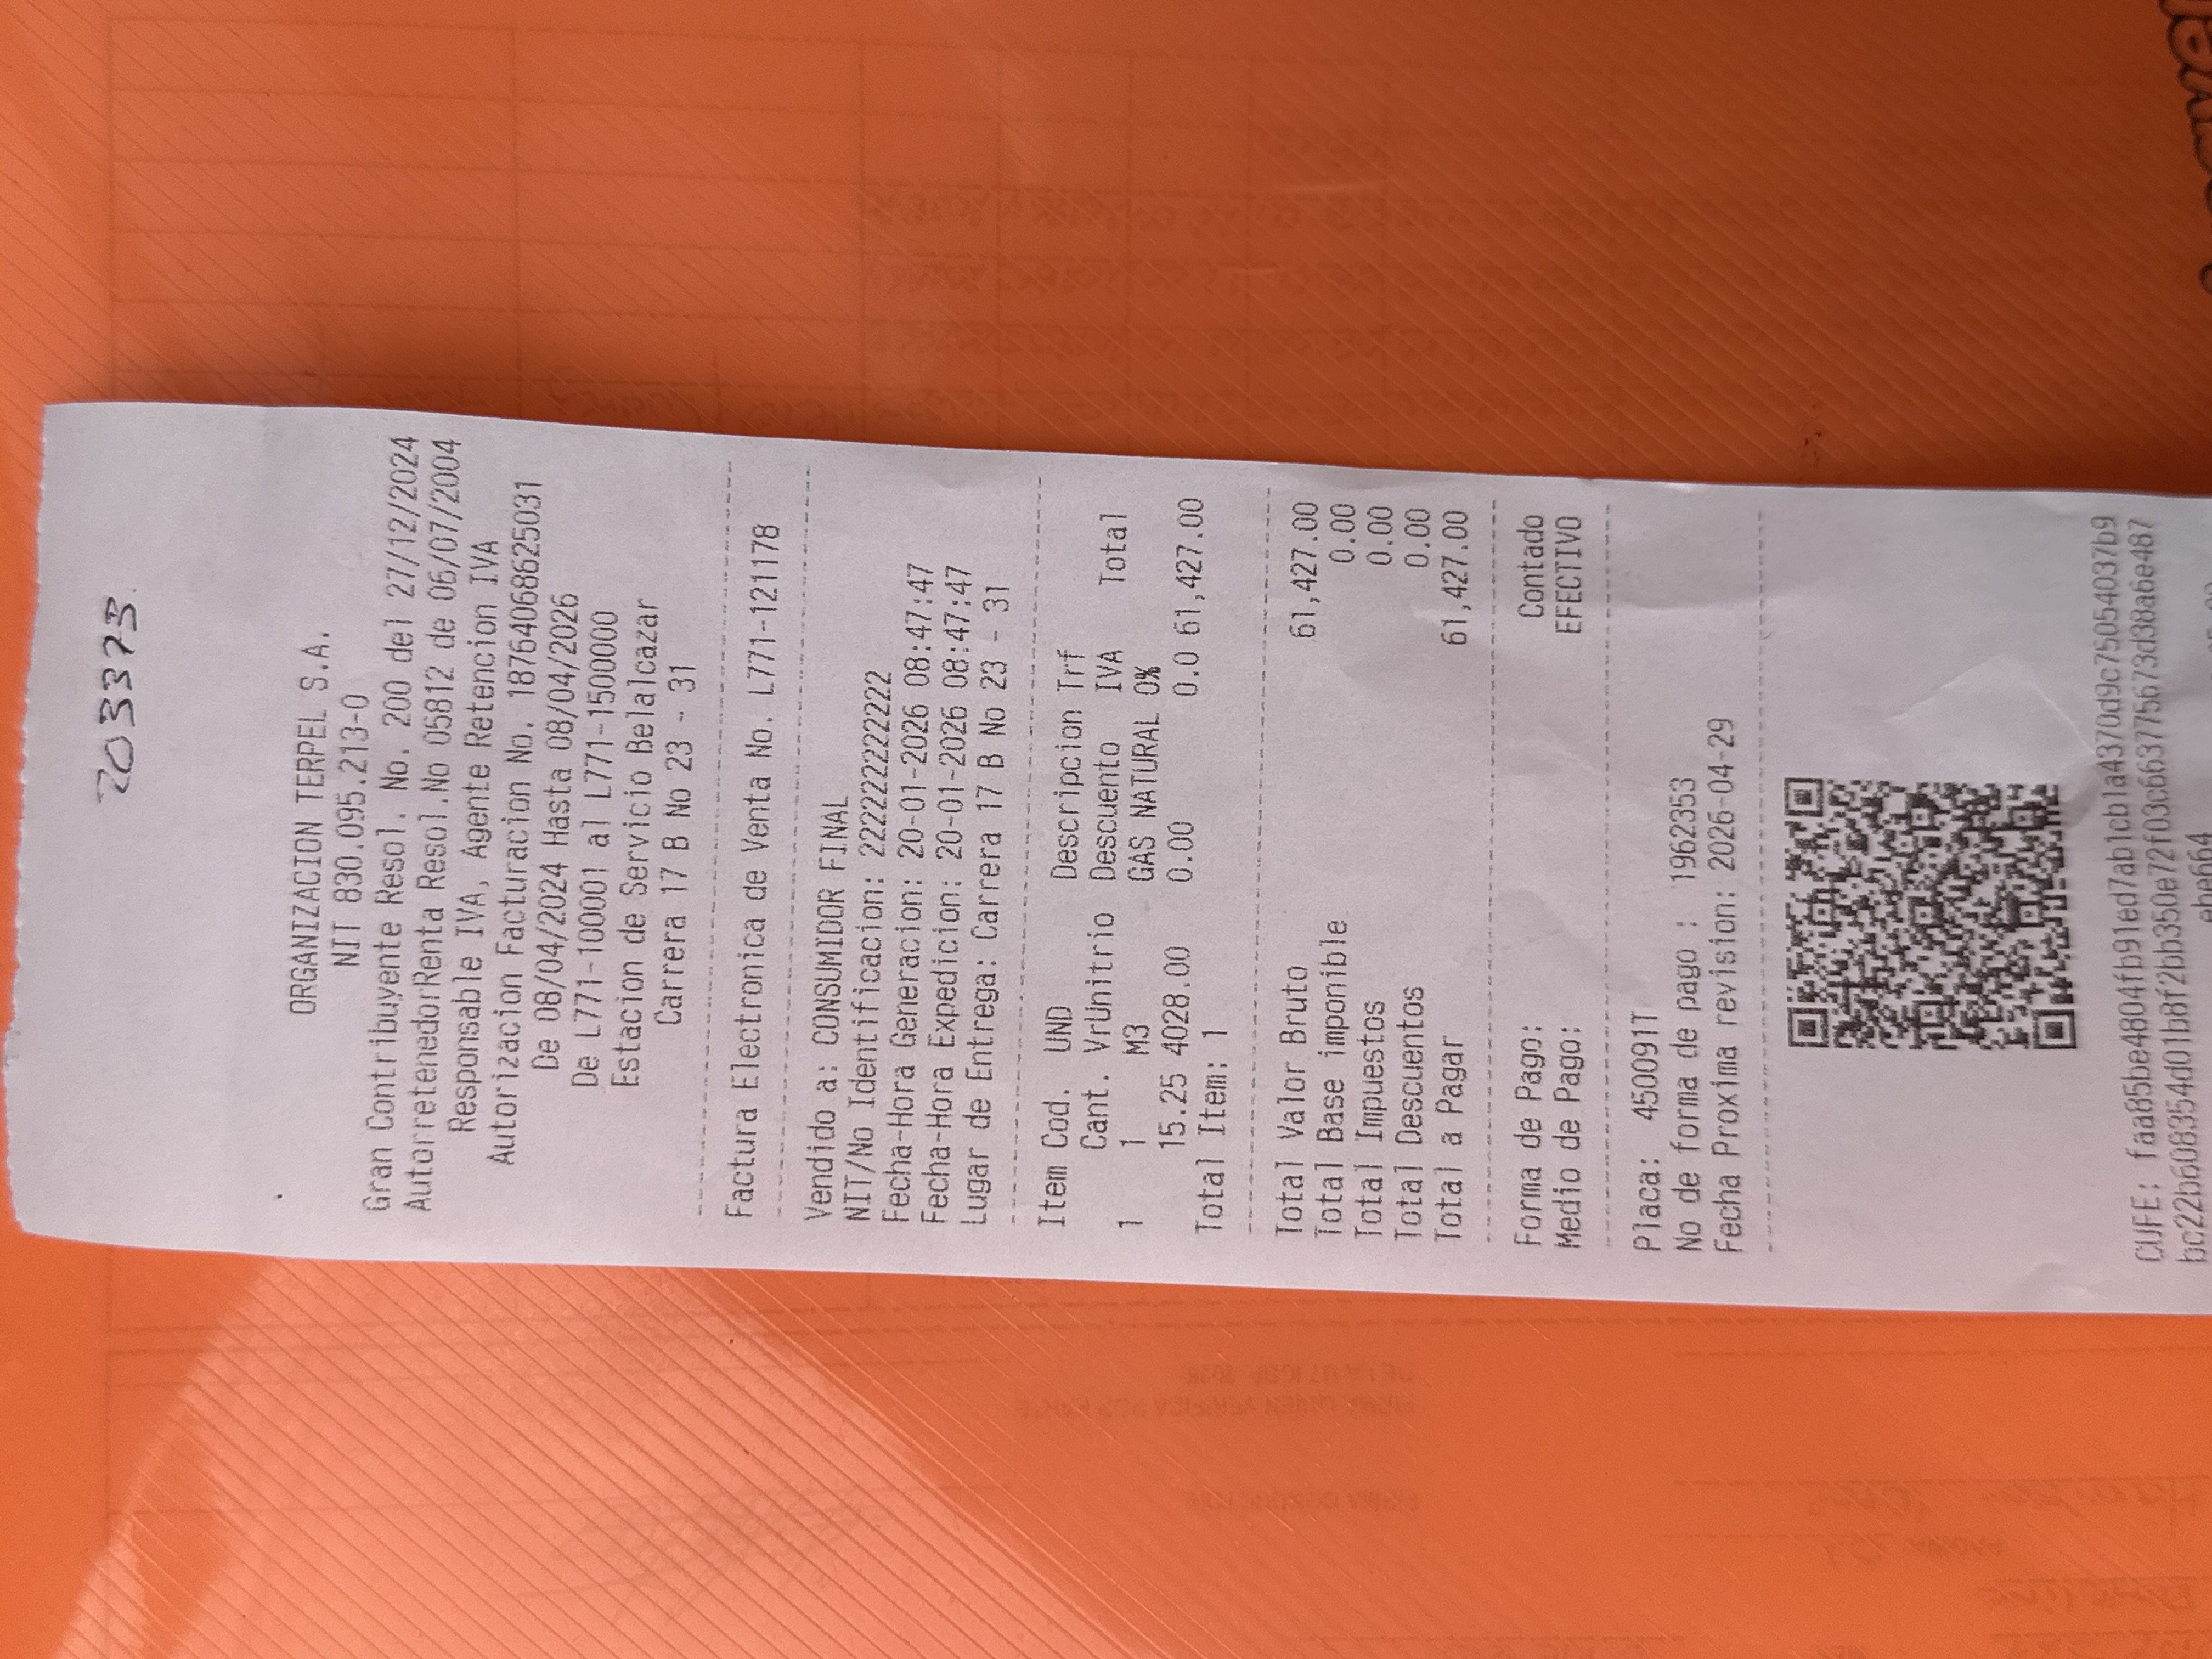 203373
ORGANIZACION TERPEL S.A.
NIT 830.095.213-0
Gran Contribuyente Resol. No. 200 del 27/12/2024
AutorretenedorRenta Resol.No 05812 de 06/07/2004
Responsable IVA, Agente Retencion IVA
Autorizacion Facturacion No. 18764068625031
De 08/04/2024 Hasta 08/04/2026
De L771-100001 al L771-1500000
Estacion de Servicio Belalcazar
Carrera 17 B No 23 - 31
Factura Electronica de Venta No. L771-121178
Vendido a: CONSUMIDOR FINAL
NIT/No Identificacion: 222222222222
Fecha-Hora Generacion: 20-01-2026 08:47:47
Fecha-Hora Expedicion: 20-01-2026 08:47:47
Lugar de Entrega: Carrera 17 B No 23 - 31
Item Cod. UND Descripcion Trf
Cant. VrUnitrio Descuento IVA Total
1 1 M3 GAS NATURAL 0%
15.25 4028.00 0.00 0.0 61,427.00
Total Item: 1
Total Valor Bruto 61,427.00
Total Base imponible 0.00
Total Impuestos 0.00
Total Descuentos 0.00
Total a Pagar 61,427.00
Forma de Pago: Contado
Medio de Pago: EFECTIVO
Placa: 450091T
No de forma de pago : 1962353
Fecha Proxima revision: 2026-04-29
CUFE: faa85be4804fb91ed7ab1cb1a4370d9c75054037b9